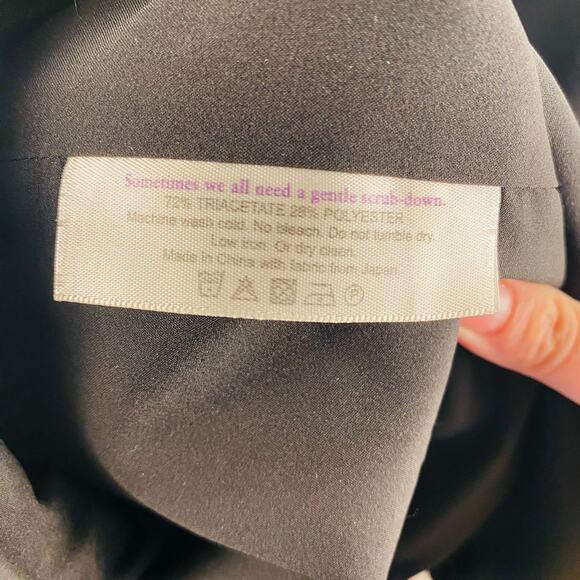 Sometimes we all need a gentle scrub-down.
72% TRIACETATE 28% POLYESTER
Machine wash cold. No bleach. Do not tumble dry.
Low iron. Or dry clean.
Made in China with fabric from Japan.
P